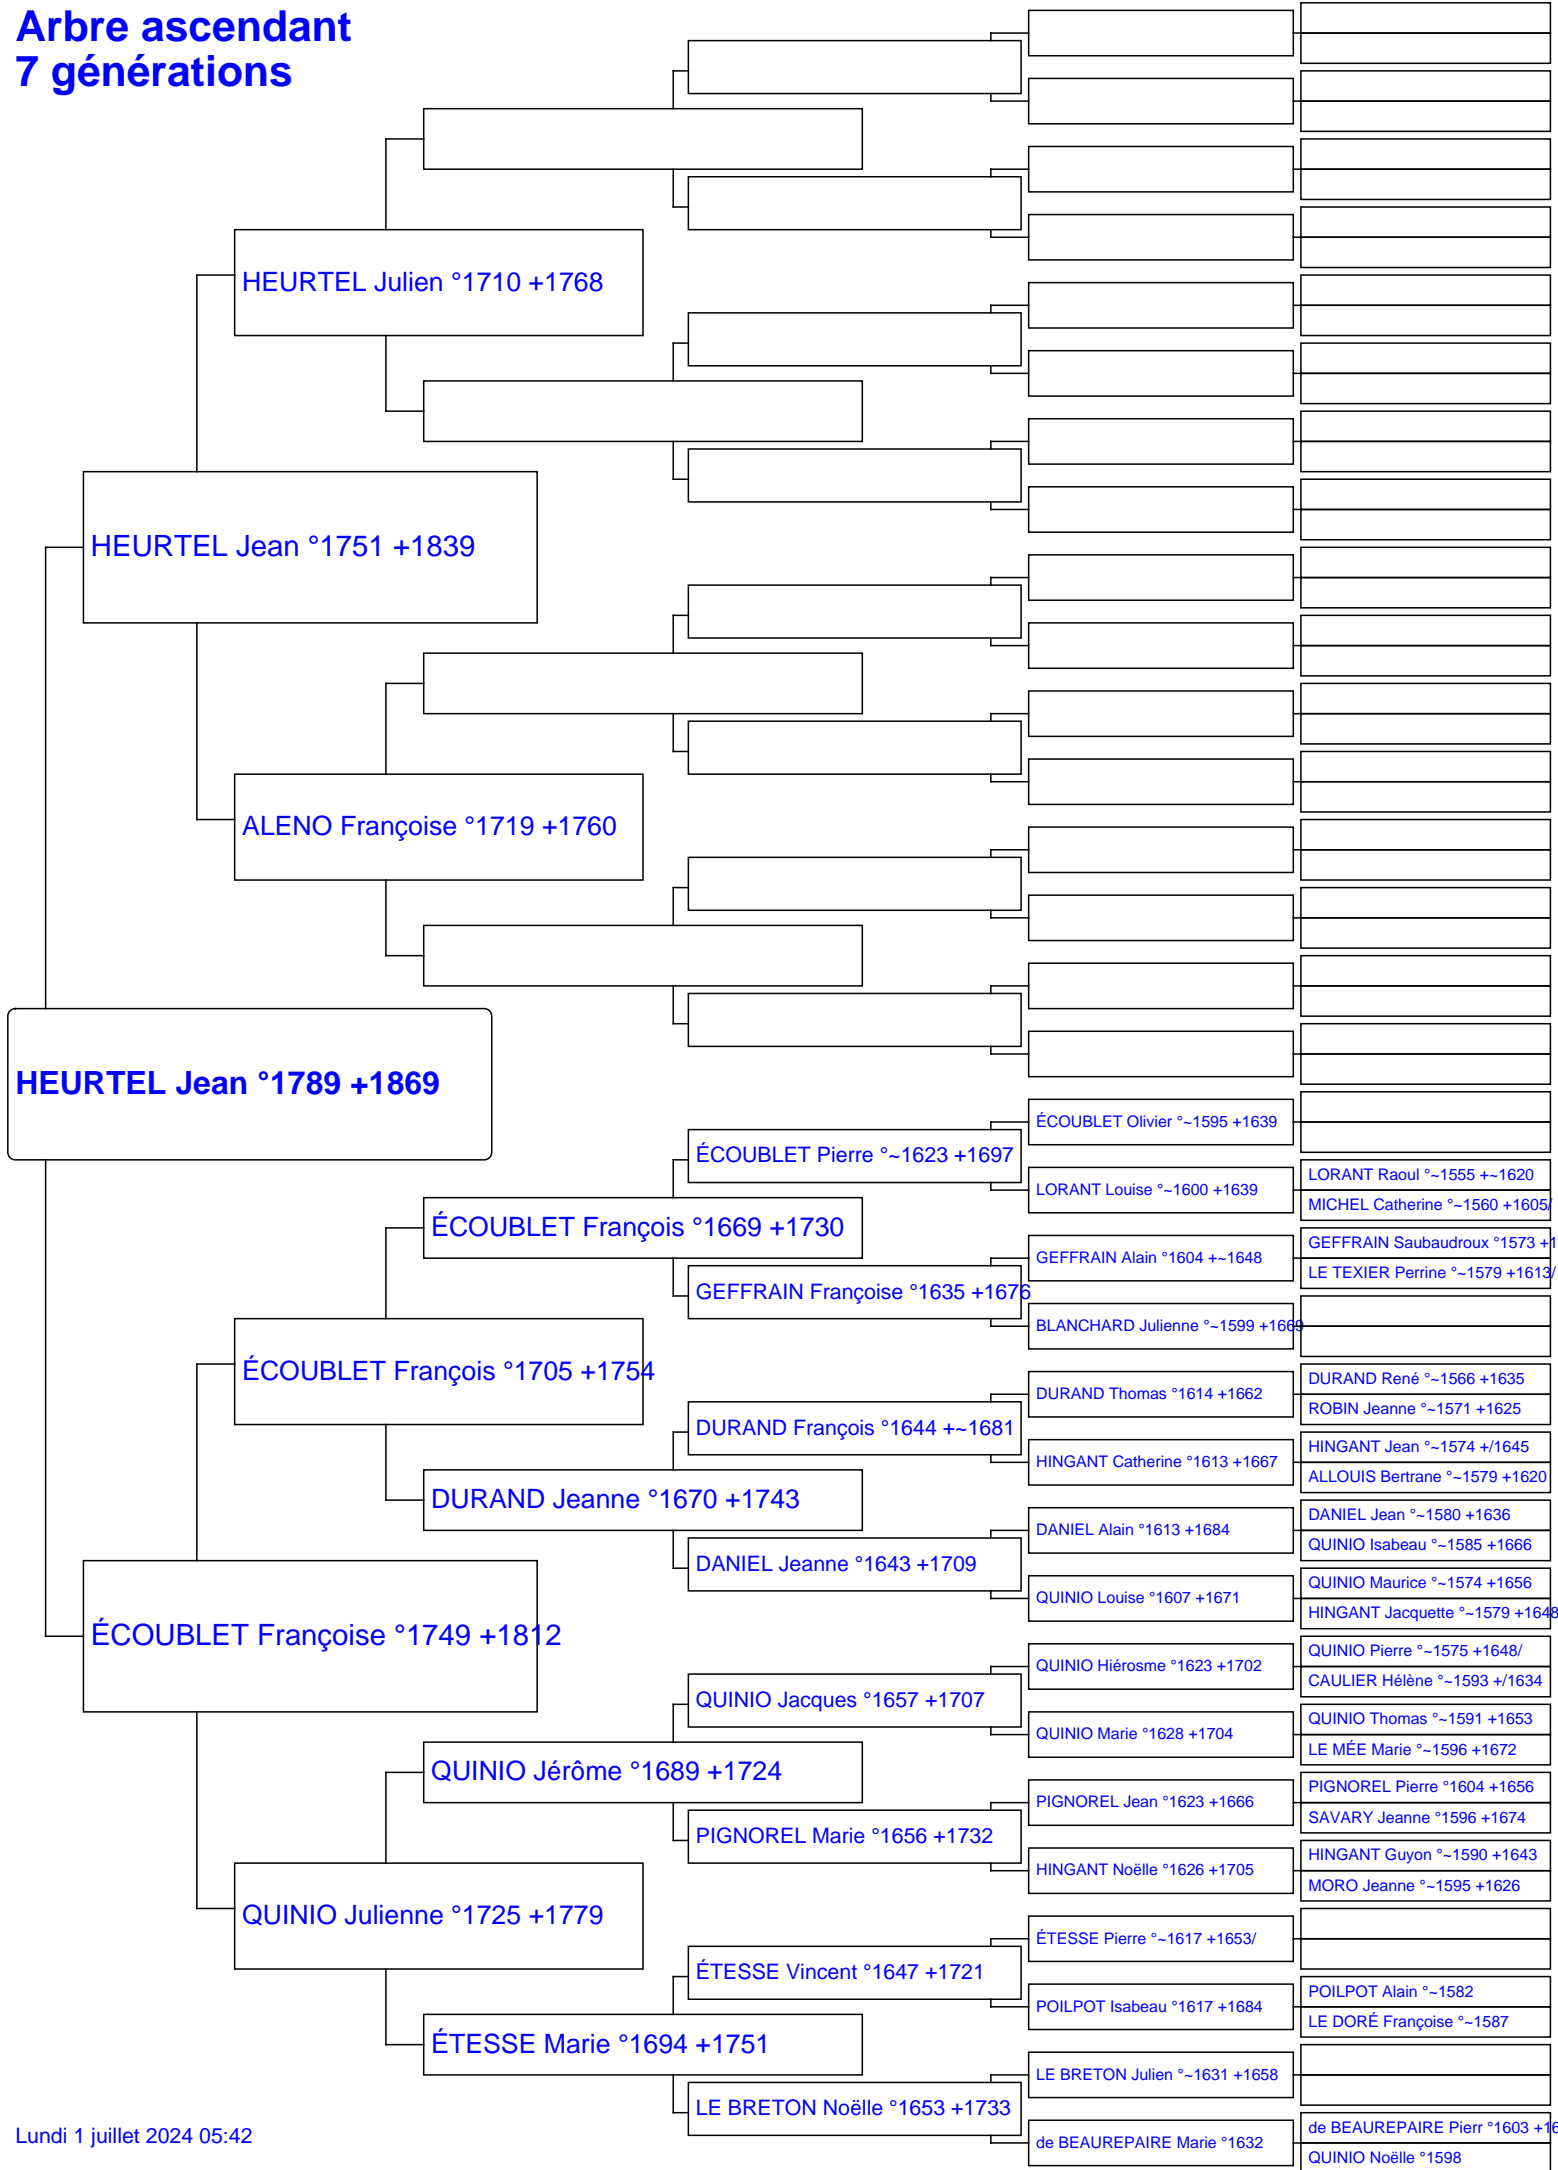 Arbre ascendant
7 générations
HEURTEL Julien °1710 +1768
HEURTEL Jean °1751 +1839
ALENO Françoise °1719 +1760
HEURTEL Jean °1789 +1869
ÉCOUBLET Olivier °~1595 +1639
ÉCOUBLET Pierre °~1623 +1697
LORANT Raoul °~1555 +~1620
LORANT Louise °~1600 +1639
MICHEL Catherine °~1560 +1605/
ÉCOUBLET François °1669 +1730
GEFFRAIN Saubaudroux °1573 +1
GEFFRAIN Alain °1604 +~1648
LE TEXIER Perrine °~1579 +1613/
GEFFRAIN Françoise °1635 +1676
BLANCHARD Julienne °~1599 +1669
ÉCOUBLET François °1705 +1754
DURAND René °~1566 +1635
DURAND Thomas °1614 +1662
ROBIN Jeanne °~1571 +1625
DURAND François °1644 +~1681
HINGANT Jean °~1574 +/1645
HINGANT Catherine °1613 +1667
ALLOUIS Bertrane °~1579 +1620
DURAND Jeanne °1670 +1743
DANIEL Jean °~1580 +1636
DANIEL Alain °1613 +1684
QUINIO Isabeau °~1585 +1666
DANIEL Jeanne °1643 +1709
QUINIO Maurice °~1574 +1656
QUINIO Louise °1607 +1671
HINGANT Jacquette °~1579 +1648
ÉCOUBLET Françoise °1749 +1812
QUINIO Pierre °~1575 +1648/
QUINIO Hiérosme °1623 +1702
CAULIER Hélène °~1593 +/1634
QUINIO Jacques °1657 +1707
QUINIO Thomas °~1591 +1653
QUINIO Marie °1628 +1704
LE MÉE Marie °~1596 +1672
QUINIO Jérôme °1689 +1724
PIGNOREL Pierre °1604 +1656
PIGNOREL Jean °1623 +1666
SAVARY Jeanne °1596 +1674
PIGNOREL Marie °1656 +1732
HINGANT Guyon °~1590 +1643
HINGANT Noëlle °1626 +1705
MORO Jeanne °~1595 +1626
QUINIO Julienne °1725 +1779
ÉTESSE Pierre °~1617 +1653/
ÉTESSE Vincent °1647 +1721
POILPOT Alain °~1582
POILPOT Isabeau °1617 +1684
LE DORÉ Françoise °~1587
ÉTESSE Marie °1694 +1751
LE BRETON Julien °~1631 +1658
LE BRETON Noëlle °1653 +1733
de BEAUREPAIRE Pierr °1603 +16
de BEAUREPAIRE Marie °1632
QUINIO Noëlle °1598
Lundi 1 juillet 2024 05:42